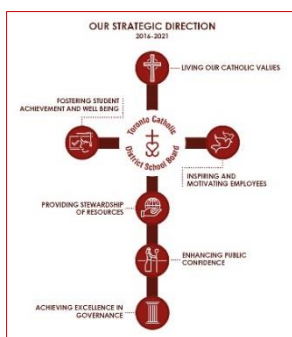 OUR STRATEGIC DIRECTION
2016-2021
LIVING OUR CATHOLIC VALUES
FOSTERING STUDENT
ACHIEVEMENT AND WELL BEING
Toronto Catholic
District School Board
INSPIRING AND
MOTIVATING EMPLOYEES
PROVIDING STEWARDSHIP
OF RESOURCES
ENHANCING PUBLIC
CONFIDENCE
ACHIEVING EXCELLENCE IN
GOVERNANCE